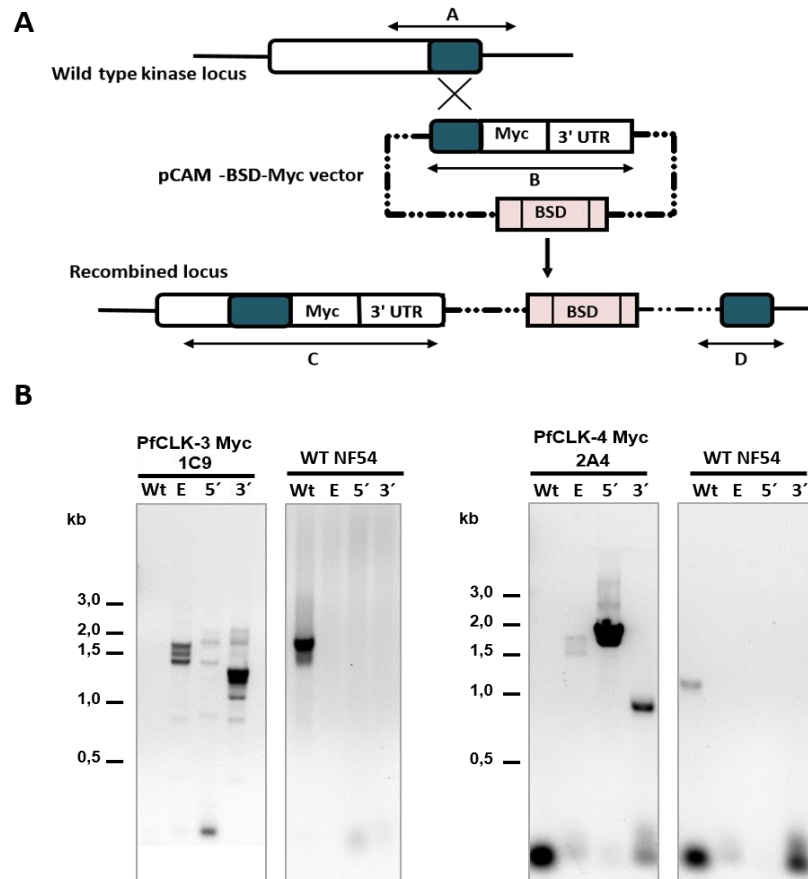 A
A
Wild type kinase locus
Myc 3' UTR
pCAM -BSD-Myc vector
B
BSD
Recombined locus
Myc 3' UTR BSD
C D
B
PfCLK-3 Myc
1C9
WT NF54
PfCLK-4 Myc
2A4
WT NF54
Wt E 5´ 3´
Wt E 5´ 3´
Wt E 5´ 3´
Wt E 5´ 3´
kb
3,0
2,0
1,5
1,0
0,5
kb
3,0
2,0
1,5
1,0
0,5